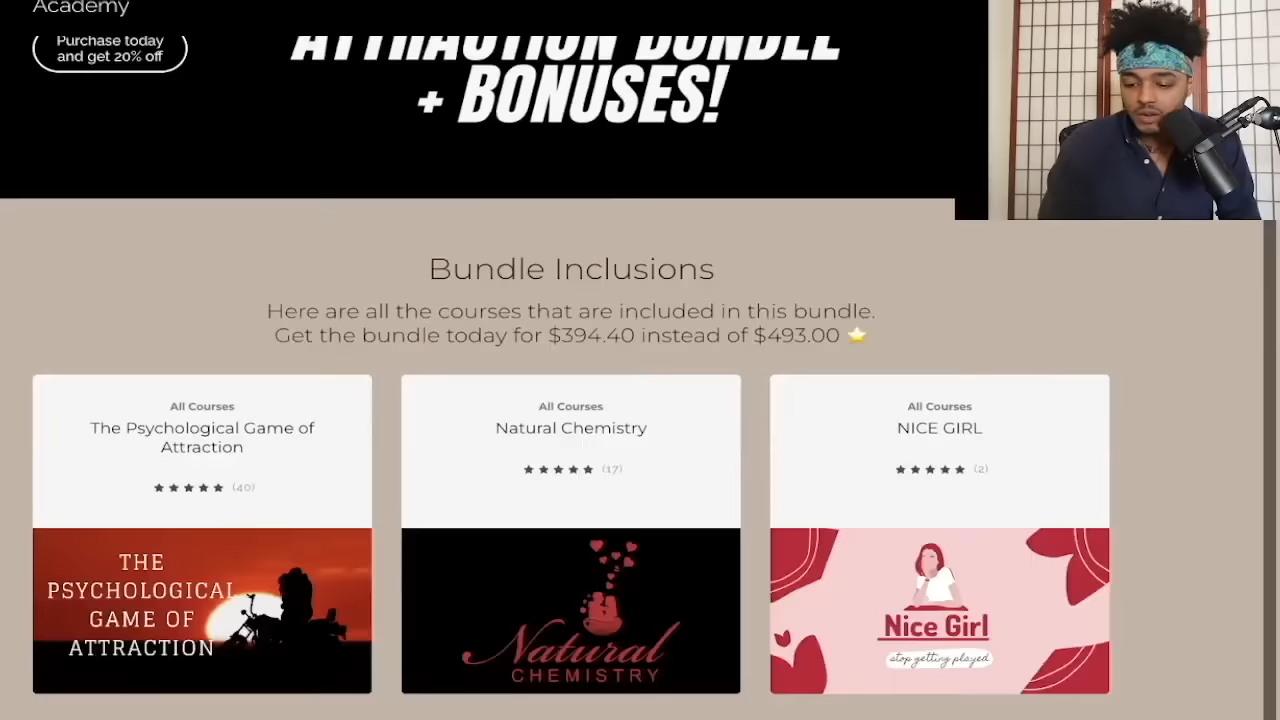 Academy
Purchase today
and get 20% off
ATTRACTION BUNDLE
+ BONUSES!
Bundle Inclusions
Here are all the courses that are included in this bundle.
Get the bundle today for $394.40 instead of $493.00 ⭐
All Courses
The Psychological Game of
Attraction
★★★★★ (40)
All Courses
Natural Chemistry
★★★★★ (17)
All Courses
NICE GIRL
★★★★★ (2)
THE
PSYCHOLOGICAL
GAME OF
ATTRACTION
Natural
CHEMISTRY
Nice Girl
stop getting played